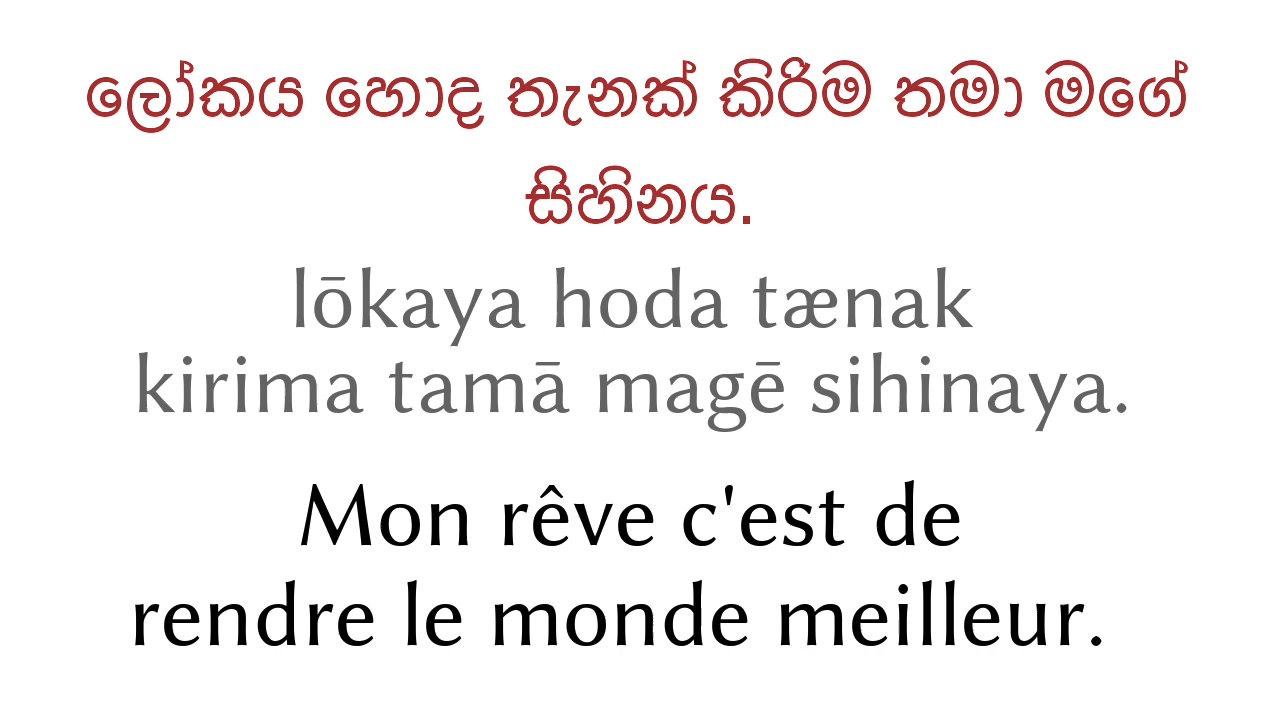 ලෝකය හොද තැනක් කිරිම තමා මගේ
සිහිනය.
lōkaya hoda tænak
kirima tamā magē sihinaya.
Mon rêve c'est de
rendre le monde meilleur.